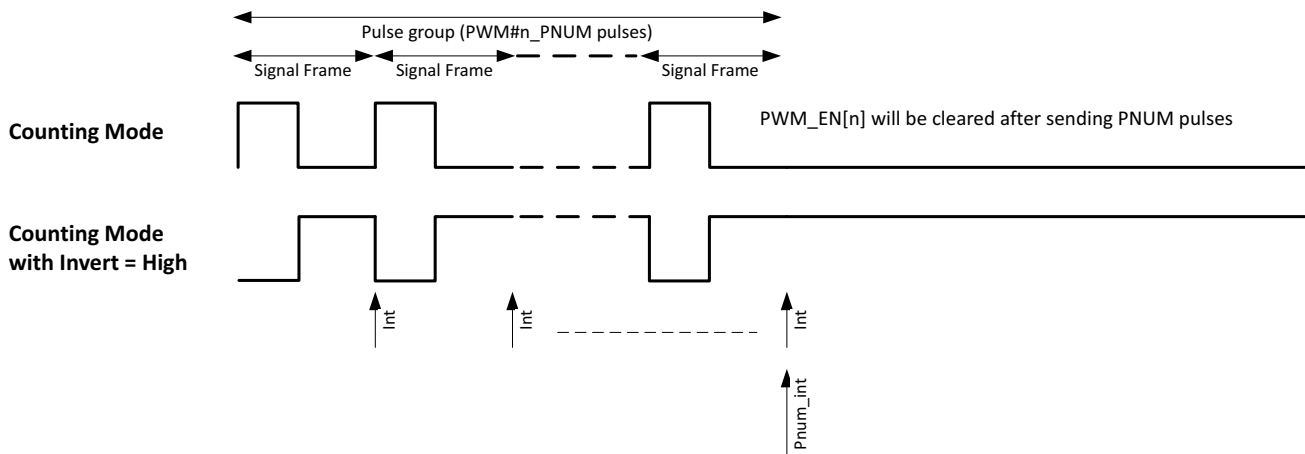 Pulse group (PWM#n_PNUM pulses)
Signal Frame
Signal Frame
Signal Frame
Counting Mode
PWM_EN[n] will be cleared after sending PNUM pulses
Counting Mode
with Invert = High
Int
Int
Int
Pnum_int